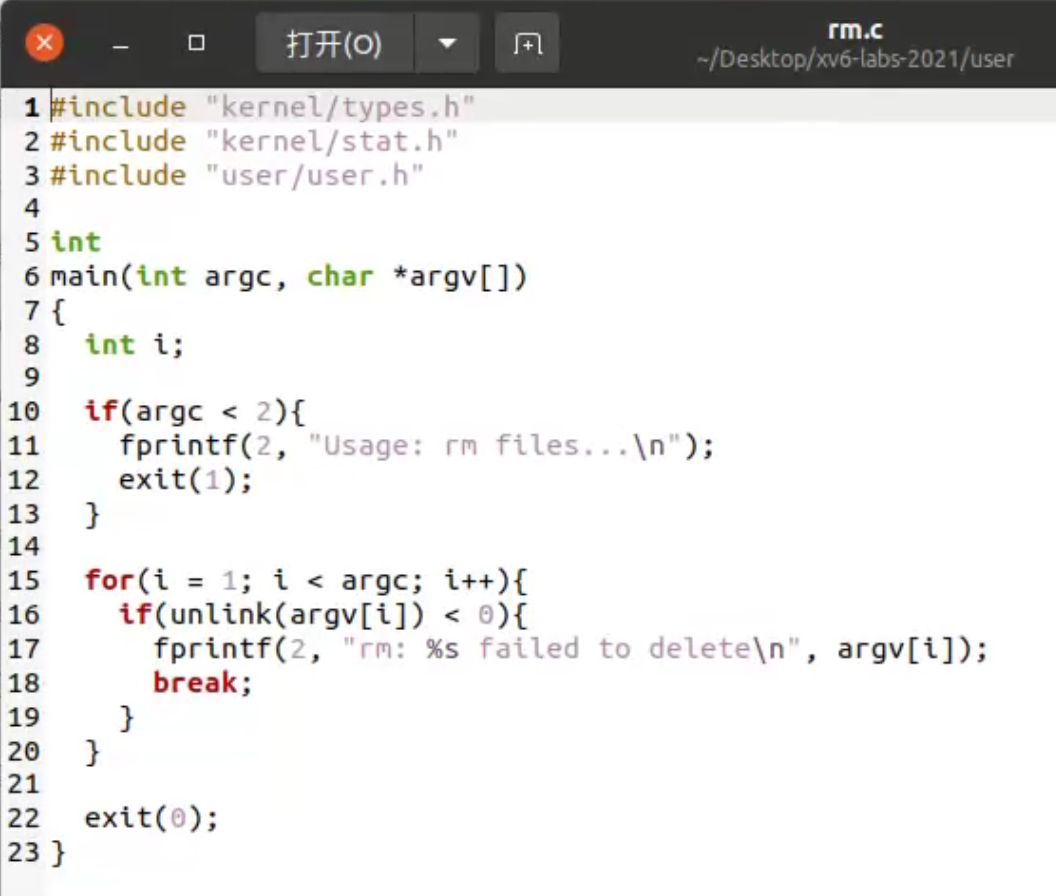 打开(O)
rm.c
~/Desktop/xv6-labs-2021/user
1 #include "kernel/types.h"
2 #include "kernel/stat.h"
3 #include "user/user.h"
4
5 int
6 main(int argc, char *argv[])
7 {
8   int i;
9
10   if(argc < 2){
11     fprintf(2, "Usage: rm files...\n");
12     exit(1);
13   }
14
15   for(i = 1; i < argc; i++){
16     if(unlink(argv[i]) < 0){
17       fprintf(2, "rm: %s failed to delete\n", argv[i]);
18       break;
19     }
20   }
21
22   exit(0);
23 }